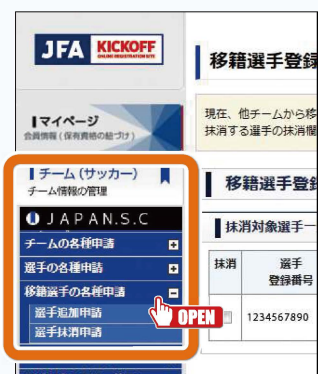 JFA KICKOFF
ONLINE REGISTRATION SITE
マイページ
会員情報(保有資格の紐づけ)
チーム(サッカー)
チーム情報の管理
JAPAN.S.C
チームの各種申請
選手の各種申請
移籍選手の各種申請
OPEN
選手追加申請
選手抹消申請
移籍選手登録
現在、他チームから移
抹消する選手の抹消欄
移籍選手登録
抹消対象選手一
抹消
選手
登録番号
1234567890